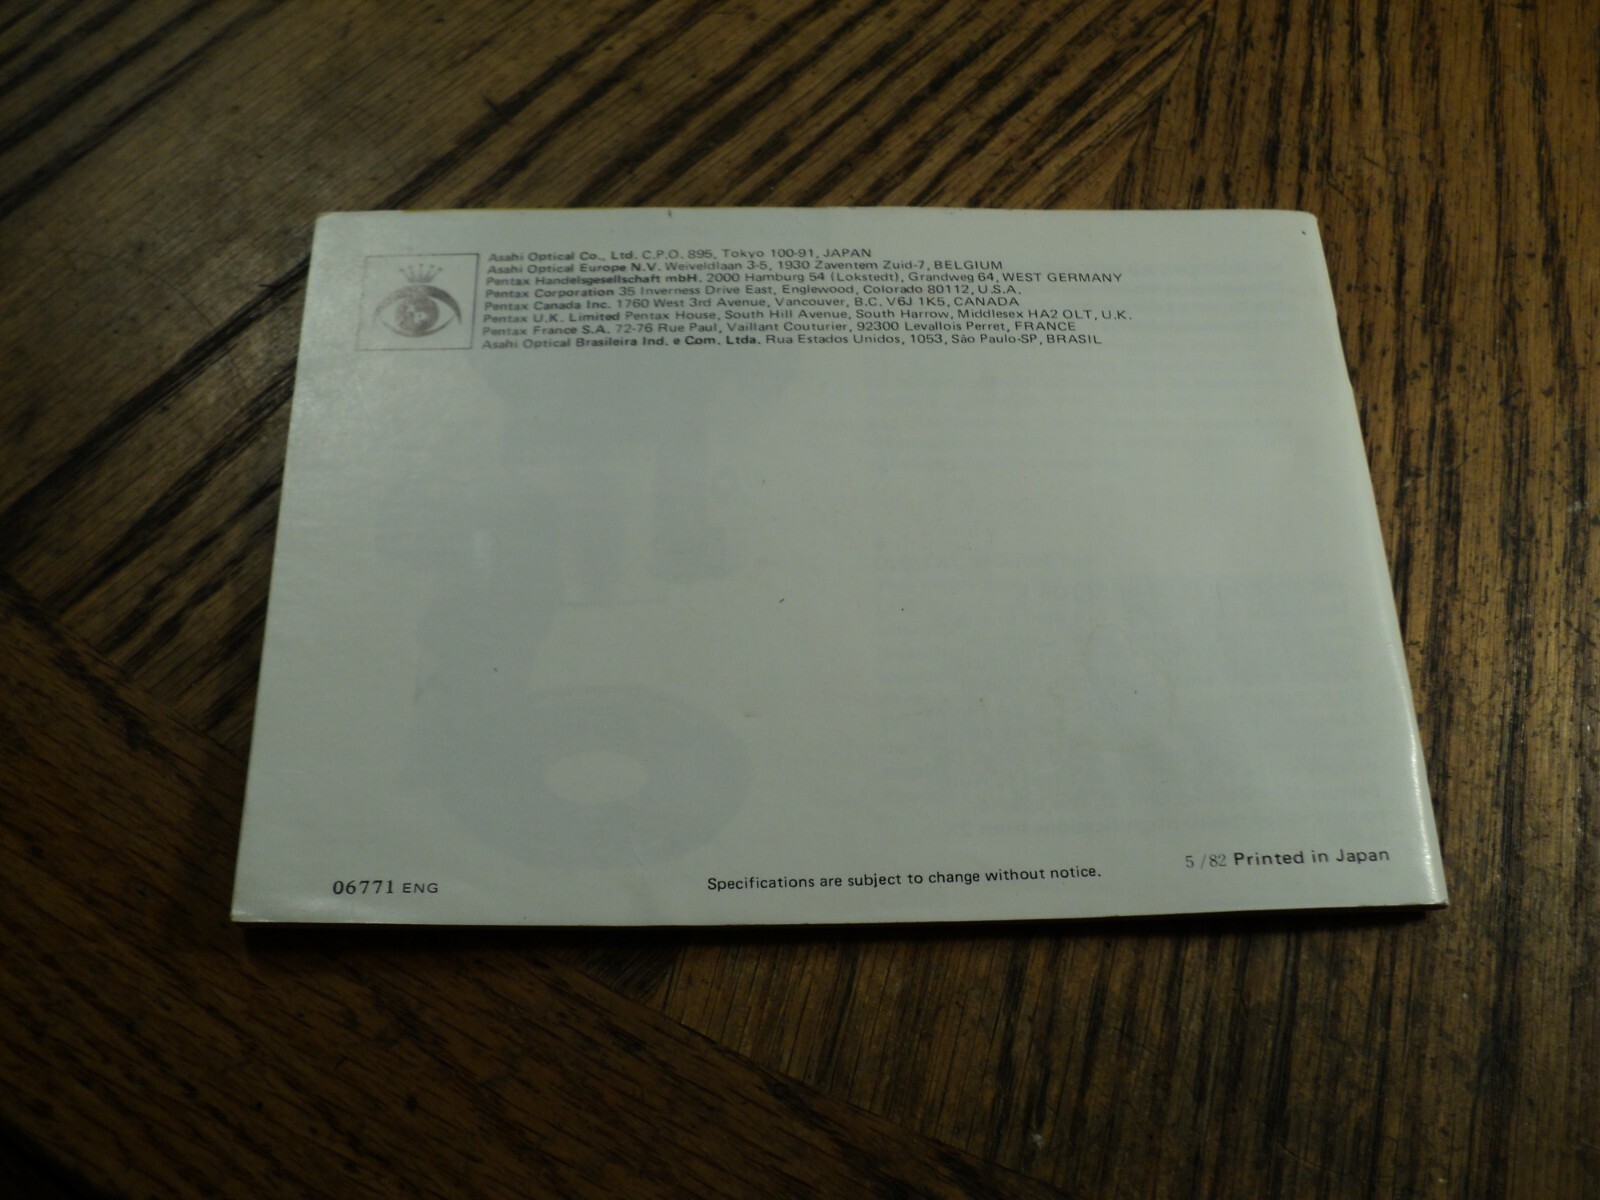 Asahi Optical Co., Ltd. C.P.O. 895, Tokyo 100-91, JAPAN
Asahi Optical Europe N.V. Weiveldlaan 3-5, 1930 Zaventem Zuid-7, BELGIUM
Pentax Handelsgesellschaft mbH. 2000 Hamburg 54 (Lokstedt), Grandweg 64, WEST GERMANY
Pentax Corporation 35 Inverness Drive East, Englewood, Colorado 80112, U.S.A.
Pentax Canada Inc. 1760 West 3rd Avenue, Vancouver, B.C. V6J 1K5, CANADA
Pentax U.K. Limited Pentax House, South Hill Avenue, South Harrow, Middlesex HA2 OLT, U.K.
Pentax France S.A. 72-76 Rue Paul, Vaillant Couturier, 92300 Levallois Perret, FRANCE
Asahi Optical Brasileira Ind. e Com. Ltda. Rua Estados Unidos, 1053, São Paulo-SP, BRASIL
06771 ENG
Specifications are subject to change without notice.
5/82 Printed in Japan